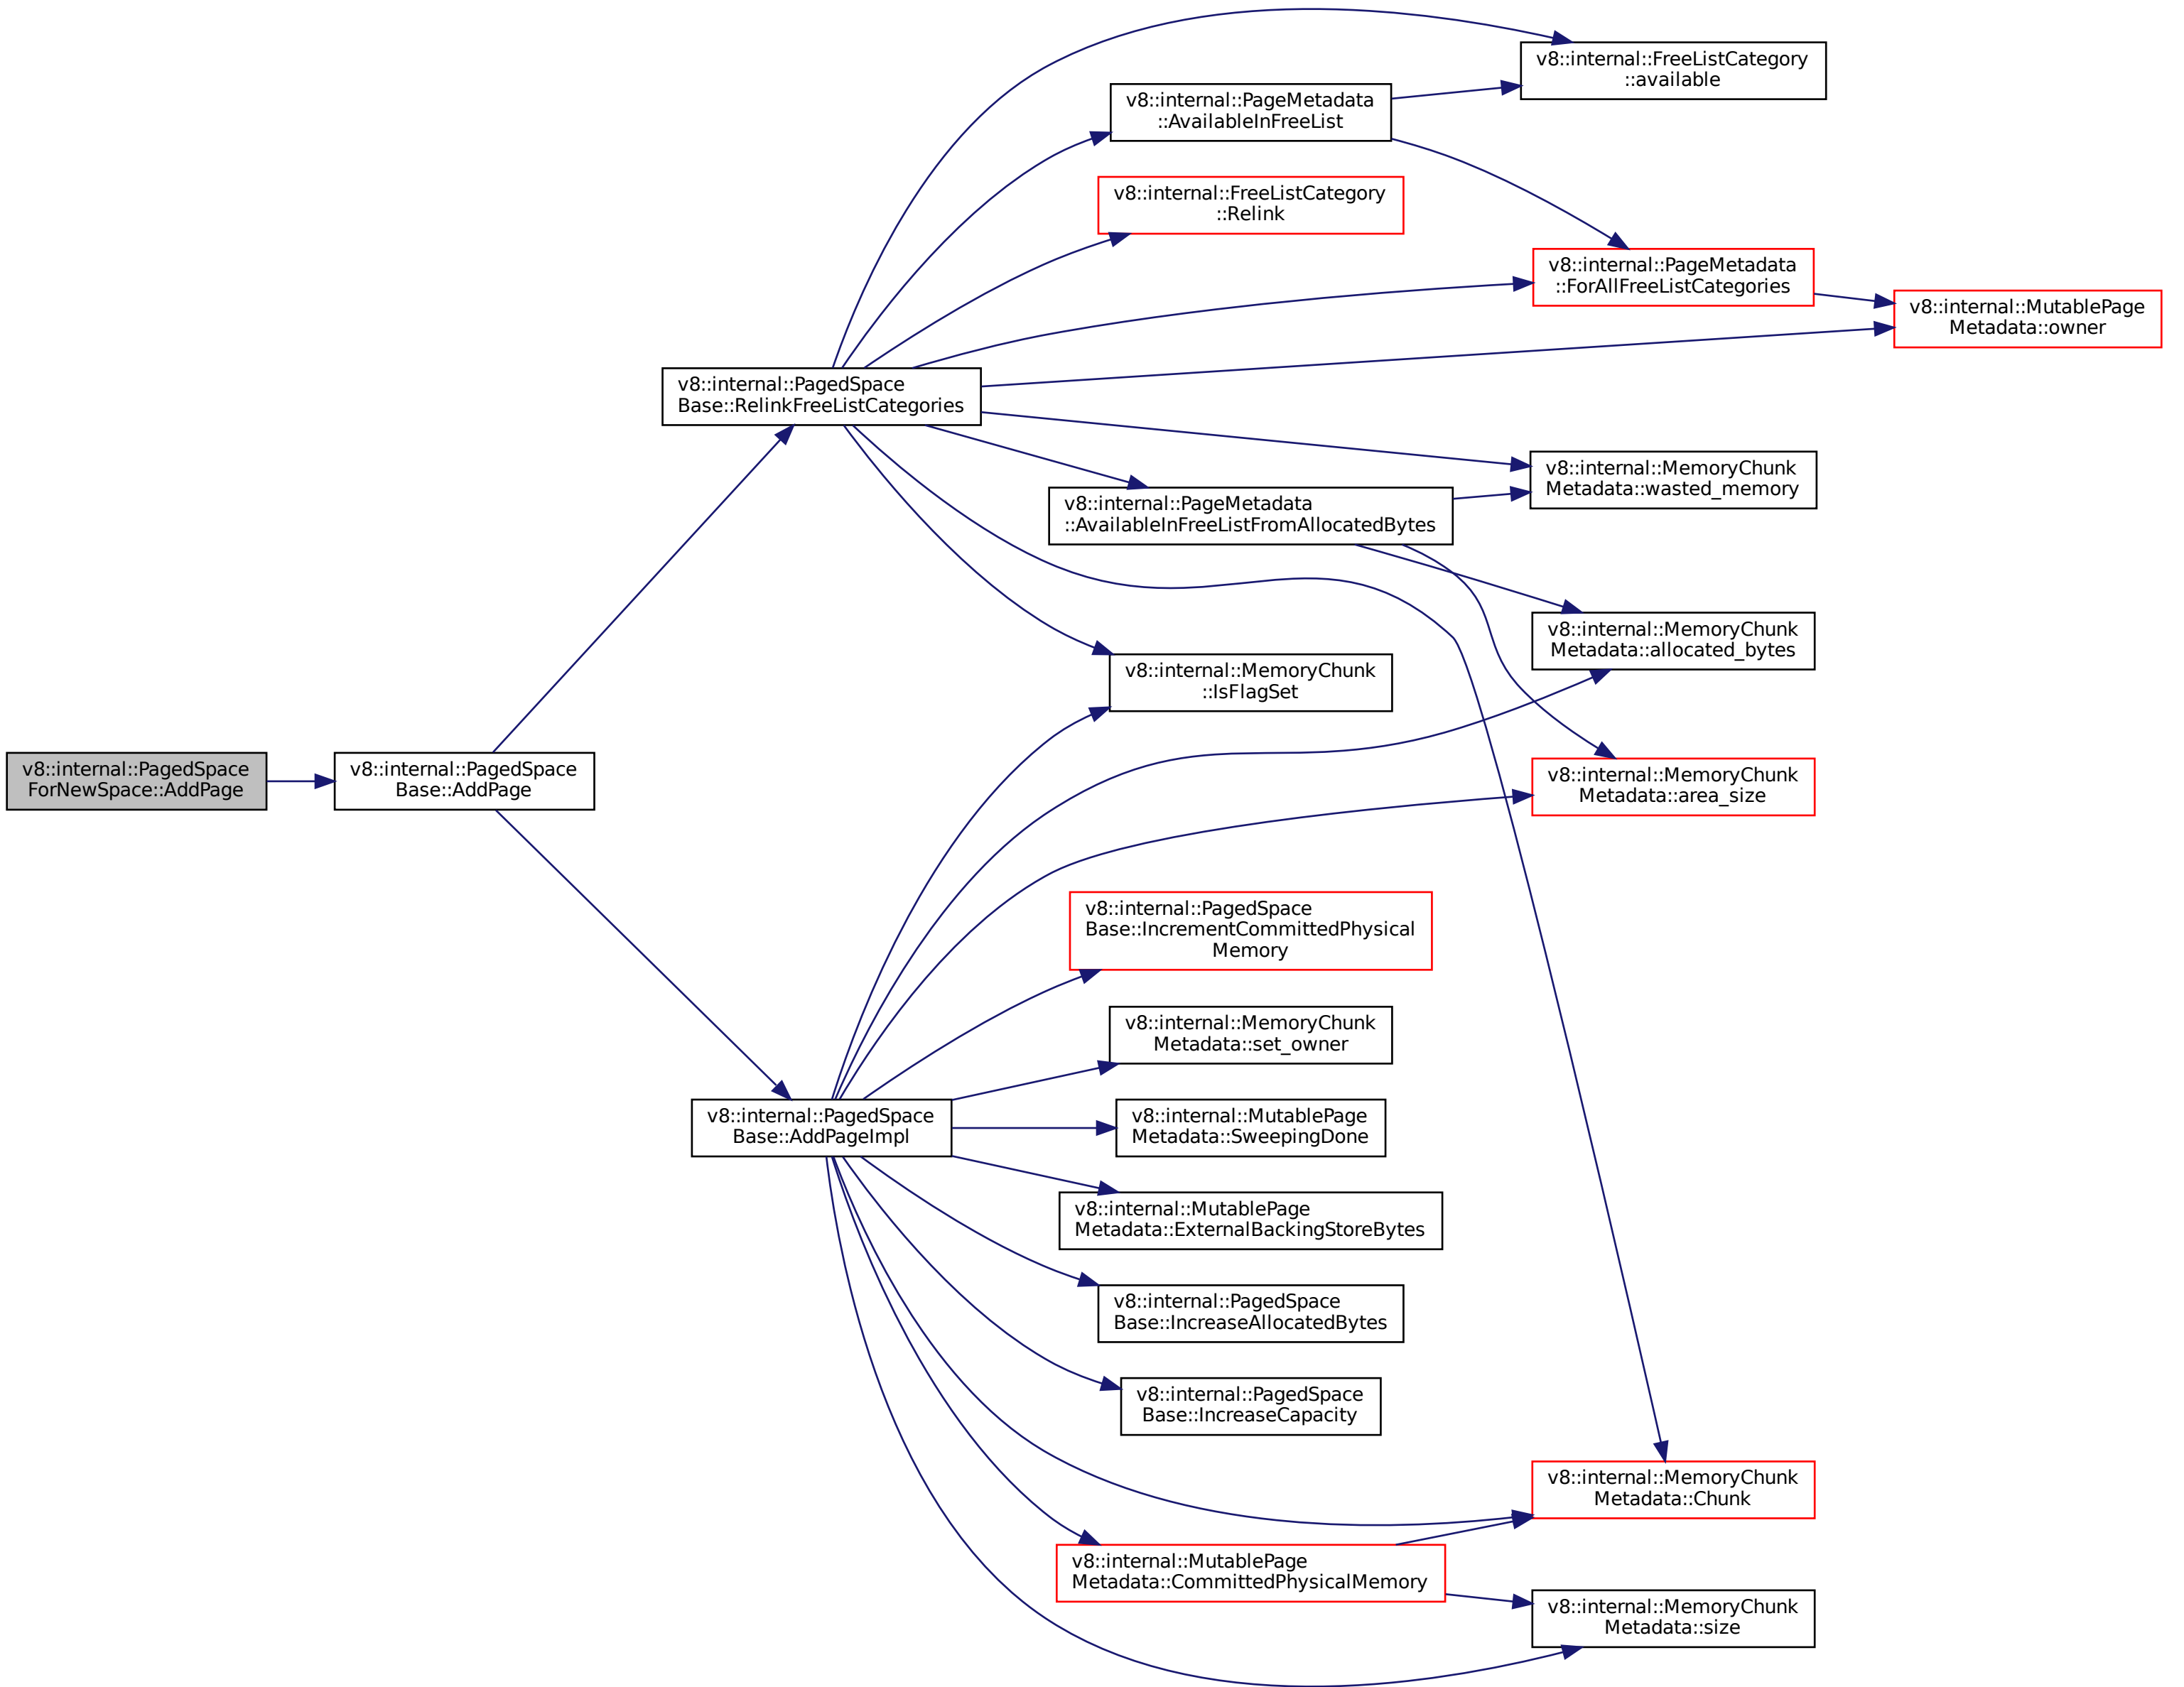 v8::internal::PagedSpace
ForNewSpace::AddPage
v8::internal::PagedSpace
Base::AddPage
v8::internal::PagedSpace
Base::RelinkFreeListCategories
v8::internal::PagedSpace
Base::AddPageImpl
v8::internal::PageMetadata
::AvailableInFreeList
v8::internal::FreeListCategory
::Relink
v8::internal::PageMetadata
::AvailableInFreeListFromAllocatedBytes
v8::internal::MemoryChunk
::IsFlagSet
v8::internal::PagedSpace
Base::IncrementCommittedPhysical
Memory
v8::internal::MemoryChunk
Metadata::set_owner
v8::internal::MutablePage
Metadata::SweepingDone
v8::internal::MutablePage
Metadata::ExternalBackingStoreBytes
v8::internal::PagedSpace
Base::IncreaseAllocatedBytes
v8::internal::PagedSpace
Base::IncreaseCapacity
v8::internal::MutablePage
Metadata::CommittedPhysicalMemory
v8::internal::FreeListCategory
::available
v8::internal::PageMetadata
::ForAllFreeListCategories
v8::internal::MemoryChunk
Metadata::wasted_memory
v8::internal::MemoryChunk
Metadata::allocated_bytes
v8::internal::MemoryChunk
Metadata::area_size
v8::internal::MemoryChunk
Metadata::Chunk
v8::internal::MemoryChunk
Metadata::size
v8::internal::MutablePage
Metadata::owner